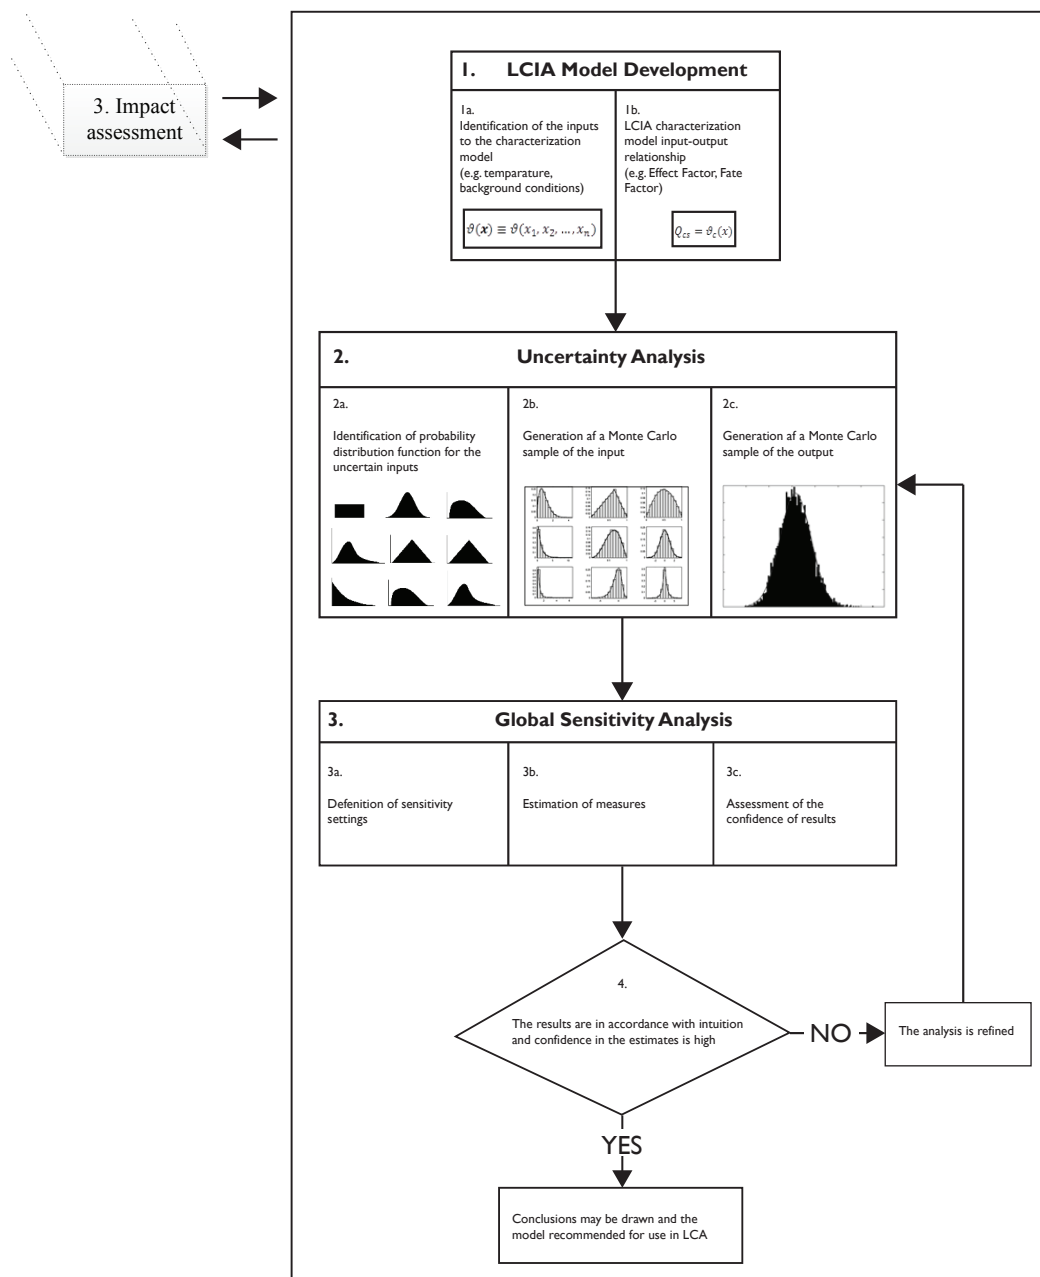 3. Impact
assessment
1. LCIA Model Development
1a.
Identification of the inputs
to the characterization
model
(e.g. temparature,
background conditions)
ϑ(x) ≡ ϑ(x₁, x₂, ..., xₙ)
1b.
LCIA characterization
model input-output
relationship
(e.g. Effect Factor, Fate
Factor)
Q_cs = ϑ_c(x)
2. Uncertainty Analysis
2a.
Identification of probability
distribution function for the
uncertain inputs
2b.
Generation af a Monte Carlo
sample of the input
2c.
Generation af a Monte Carlo
sample of the output
3. Global Sensitivity Analysis
3a.
Defenition of sensitivity
settings
3b.
Estimation of measures
3c.
Assessment of the
confidence of results
4.
The results are in accordance with intuition
and confidence in the estimates is high
NO
The analysis is refined
YES
Conclusions may be drawn and the
model recommended for use in LCA